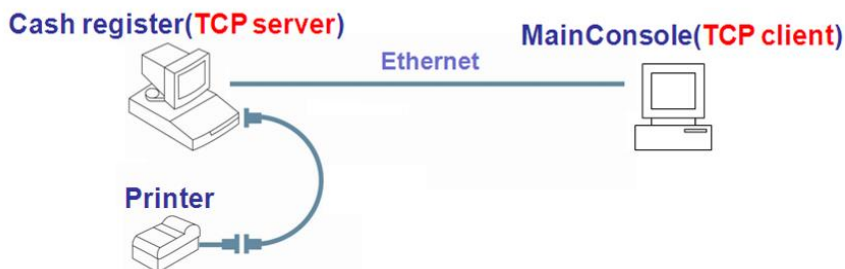 Cash register(TCP server)
MainConsole(TCP client)
Ethernet
Printer